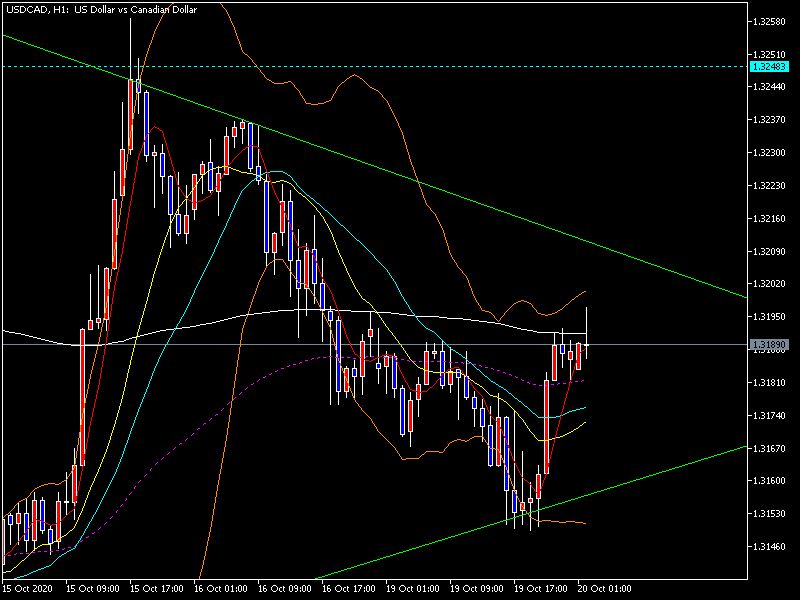 USDCAD, H1: US Dollar vs Canadian Dollar
1.32580
1.32510
1.32483
1.32440
1.32370
1.32300
1.32230
1.32160
1.32090
1.32020
1.31950
1.31890
1.31810
1.31740
1.31670
1.31600
1.31530
1.31460
15 Oct 2020
15 Oct 09:00
15 Oct 17:00
16 Oct 01:00
16 Oct 09:00
16 Oct 17:00
19 Oct 01:00
19 Oct 09:00
19 Oct 17:00
20 Oct 01:00